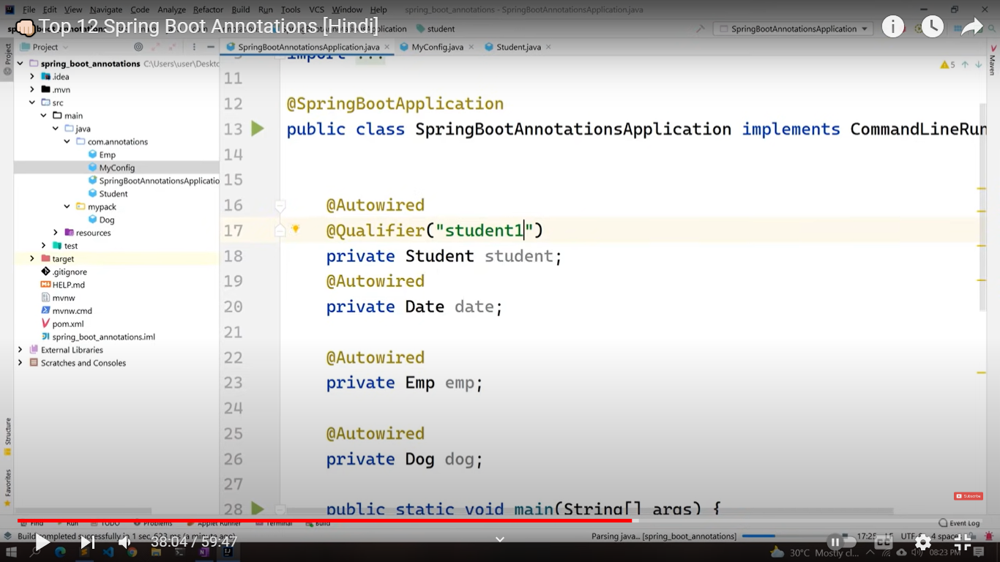 File Edit View Navigate Code Analyze Refactor Build Run Tools VCS Window Help spring_boot_annotations - SpringBootAnnotationsApplication.java
Top 12 Spring Boot Annotations [Hindi]
student
SpringBootAnnotationsApplication
Project
SpringBootAnnotationsApplication.java
MyConfig.java
Student.java
Project
Maven
Structure
Favorites
spring_boot_annotations C:\Users\user\Deskto
.idea
.mvn
src
main
java
com.annotations
Emp
MyConfig
SpringBootAnnotationsApplicatio
Student
mypack
Dog
resources
test
target
.gitignore
HELP.md
mvnw
mvnw.cmd
pom.xml
spring_boot_annotations.iml
External Libraries
Scratches and Consoles
5
import ...
11
12 @SpringBootApplication
13 public class SpringBootAnnotationsApplication implements CommandLineRun
14
15
16 @Autowired
17 @Qualifier("student1")
18 private Student student;
19 @Autowired
20 private Date date;
21
22 @Autowired
23 private Emp emp;
24
25 @Autowired
26 private Dog dog;
27
28 public static void main(String[] args) {
Subscribe
Find Run TODO Problems Applet Runner Terminal Build Event Log
Build completed successfully in 1 sec, (a minute ago)
Parsing java... [spring_boot_annotations]
17:25 UTF-8 4 spaces
38:04 / 59:47
CC
30°C Mostly cl... 08:23 PM